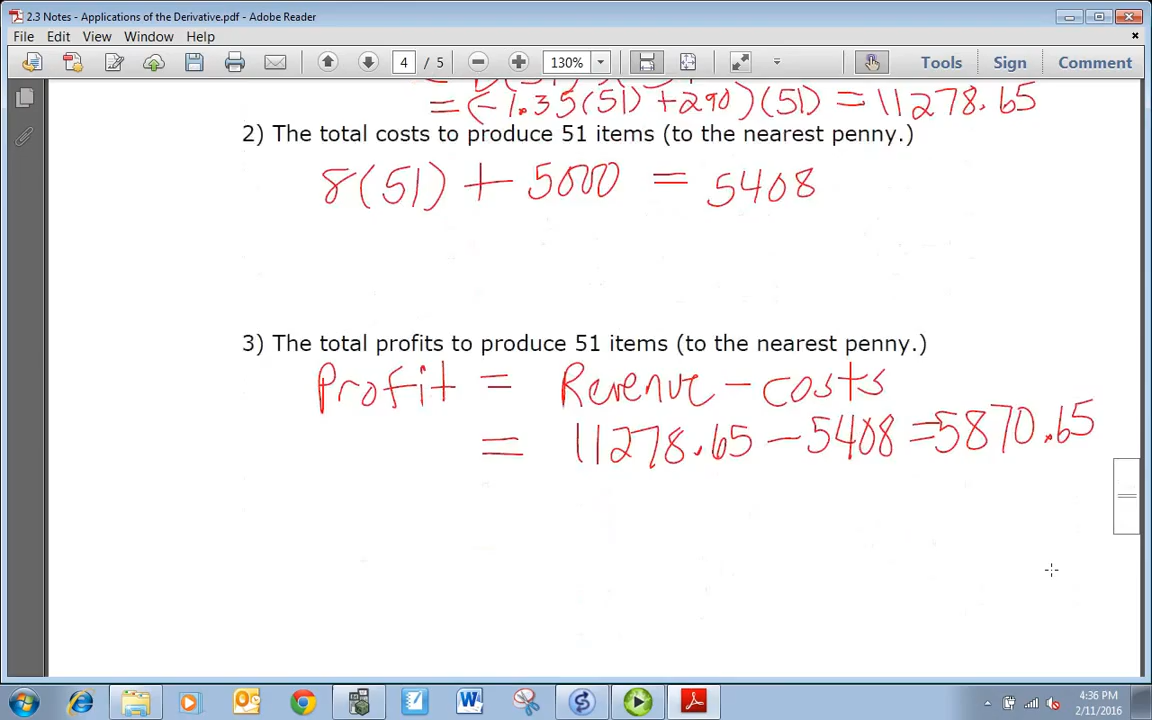 2.3 Notes - Applications of the Derivative.pdf - Adobe Reader
File Edit View Window Help
4 / 5 130% Tools Sign Comment
= (-1.35(51) +290)(51) = 11278.65
2) The total costs to produce 51 items (to the nearest penny.)
8(51) + 5000 = 5408
3) The total profits to produce 51 items (to the nearest penny.)
Profit = Revenue - costs
= 11278.65 - 5408 = 5870.65
4:36 PM
2/11/2016